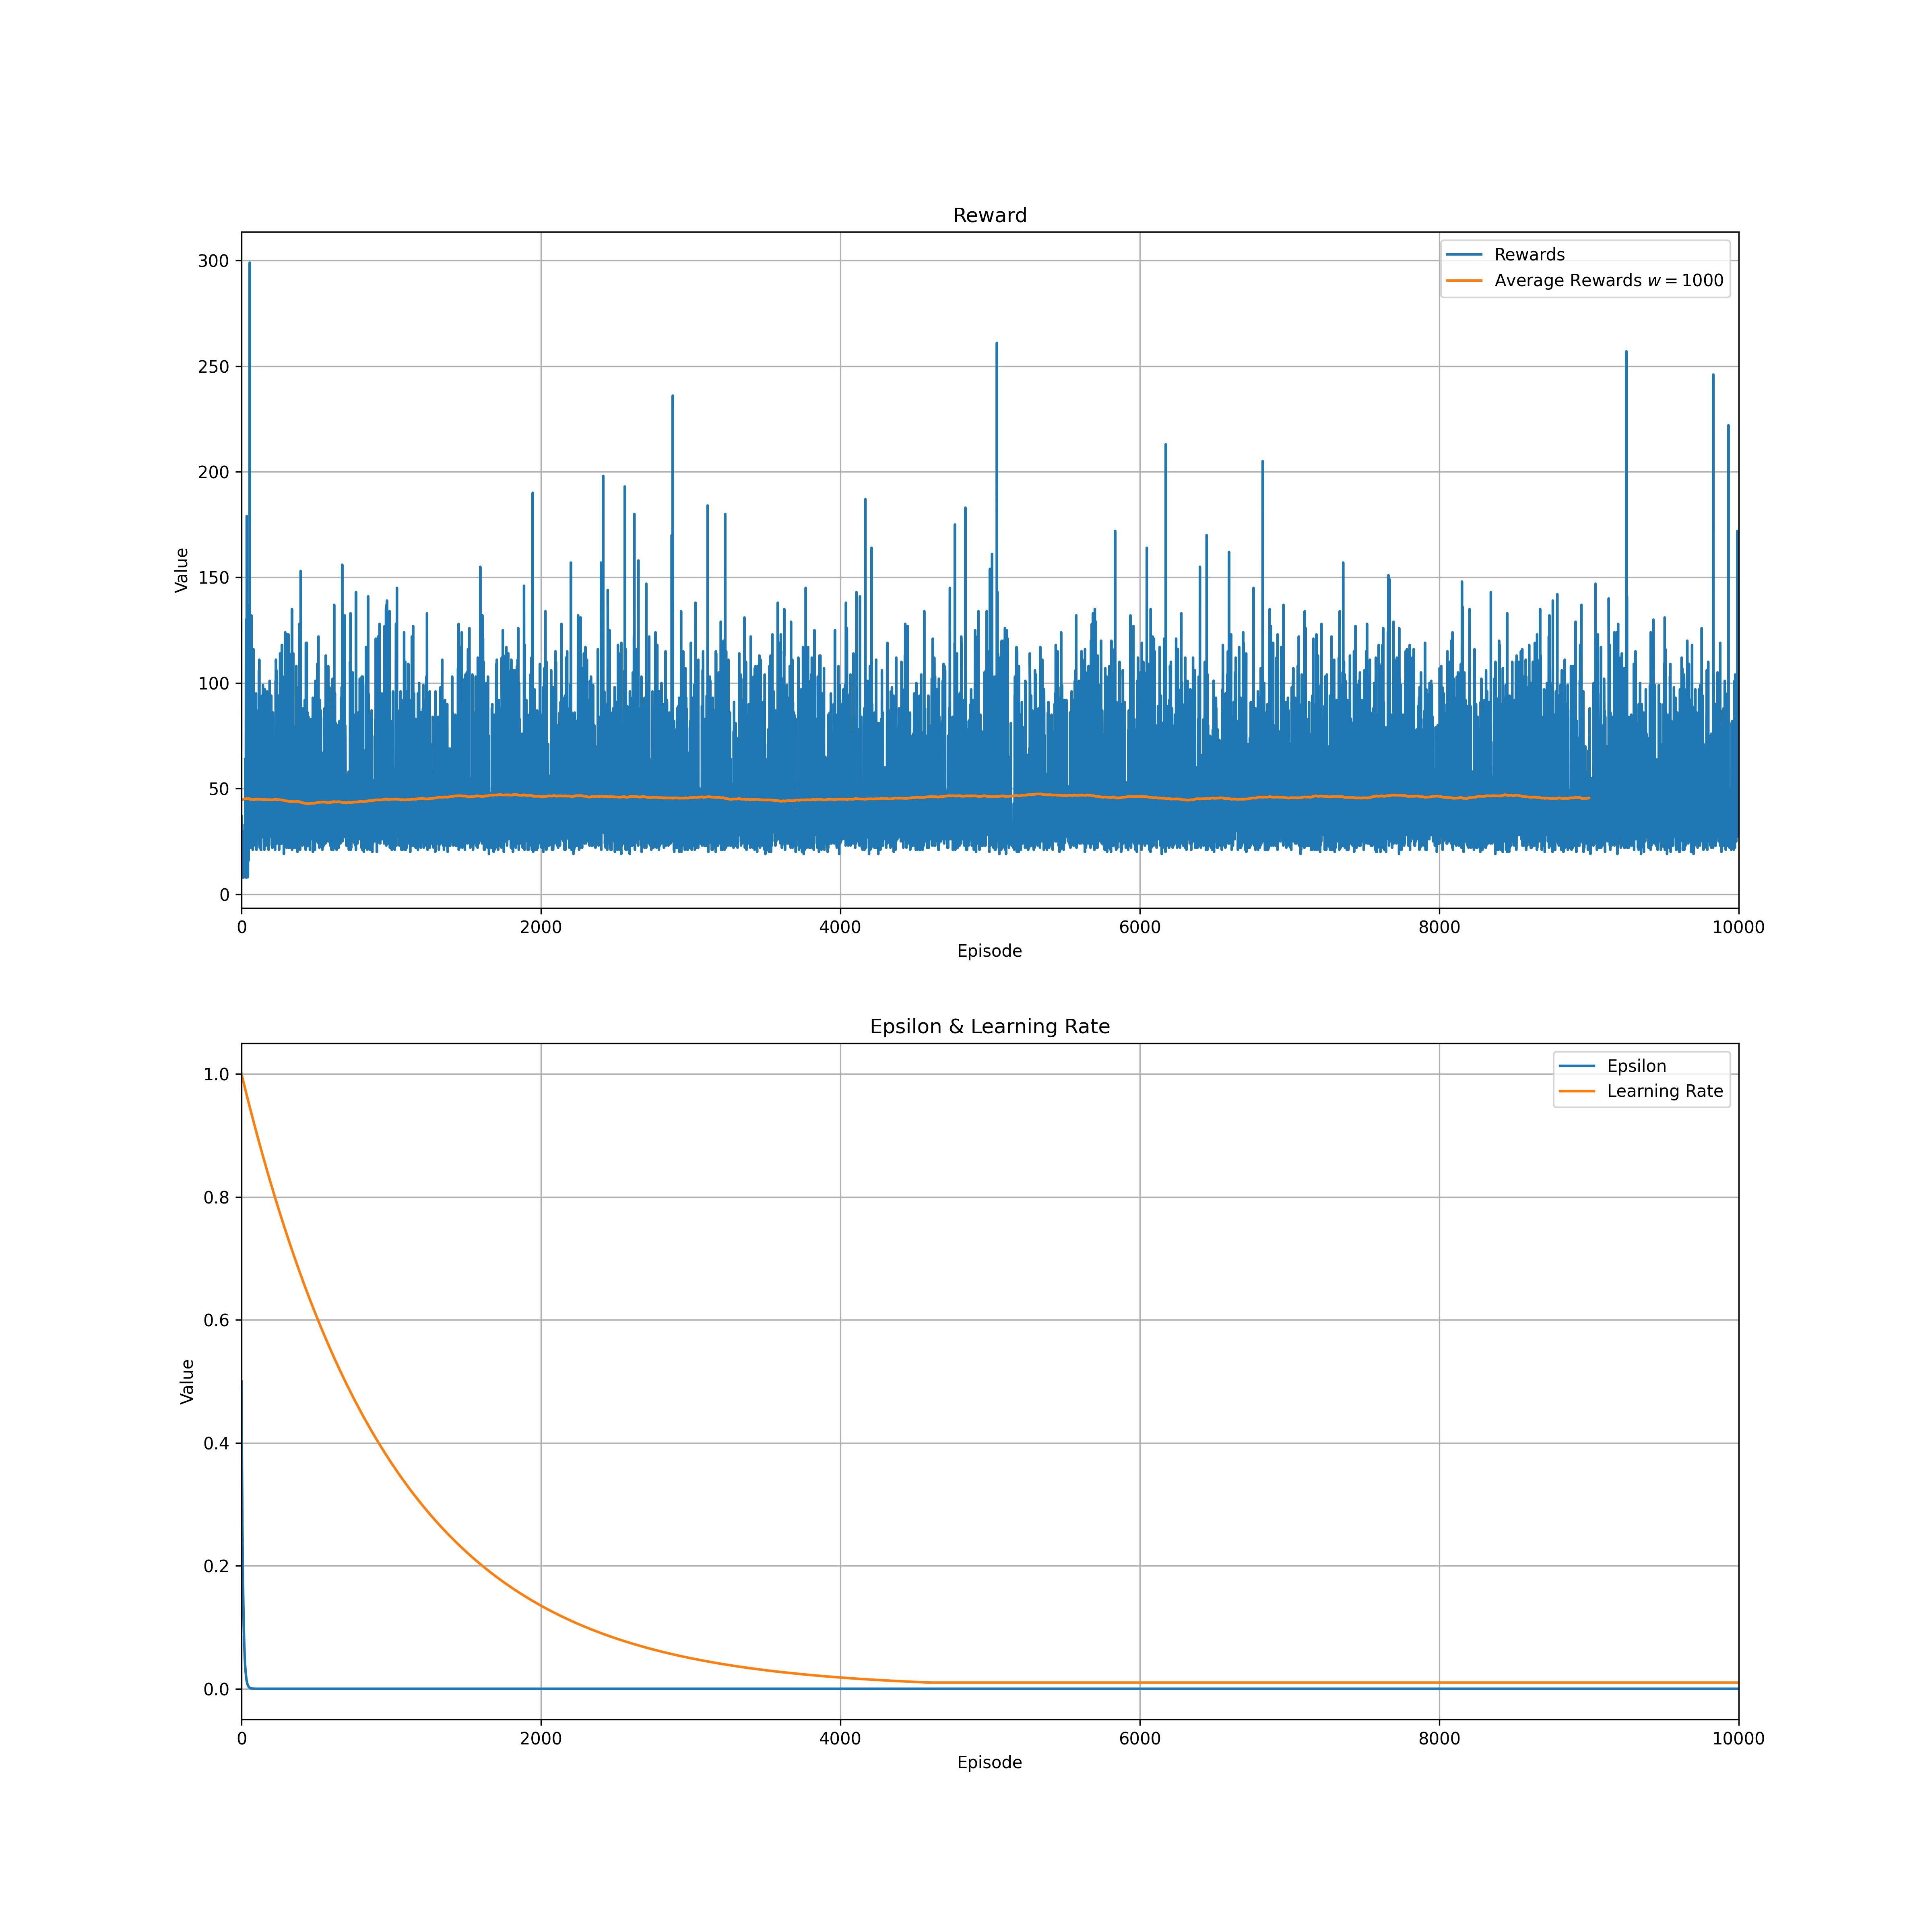 Reward
Rewards
Average Rewards w = 1000
300
250
200
150
100
50
0
Value
0 2000 4000 6000 8000 10000
Episode
Epsilon & Learning Rate
Epsilon
Learning Rate
1.0
0.8
0.6
0.4
0.2
0.0
Value
0 2000 4000 6000 8000 10000
Episode